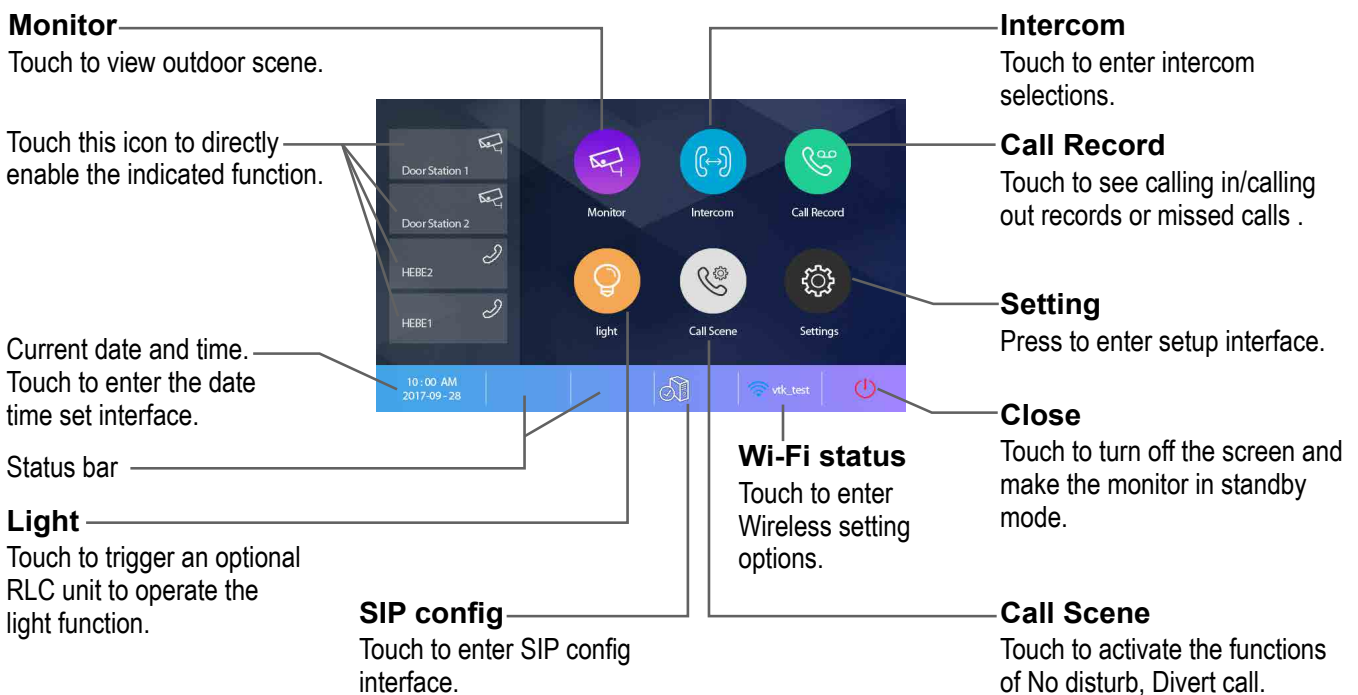 Monitor
Touch to view outdoor scene.
Touch this icon to directly
enable the indicated function.
Current date and time.
Touch to enter the date
time set interface.
Status bar
Light
Touch to trigger an optional
RLC unit to operate the
light function.
Door Station 1
Door Station 2
HEBE2
HEBE1
Monitor
Intercom
Call Record
light
Call Scene
Settings
10:00 AM
2017-09-28
vtk_test
SIP config
Touch to enter SIP config
interface.
Wi-Fi status
Touch to enter
Wireless setting
options.
Intercom
Touch to enter intercom
selections.
Call Record
Touch to see calling in/calling
out records or missed calls .
Setting
Press to enter setup interface.
Close
Touch to turn off the screen and
make the monitor in standby
mode.
Call Scene
Touch to activate the functions
of No disturb, Divert call.